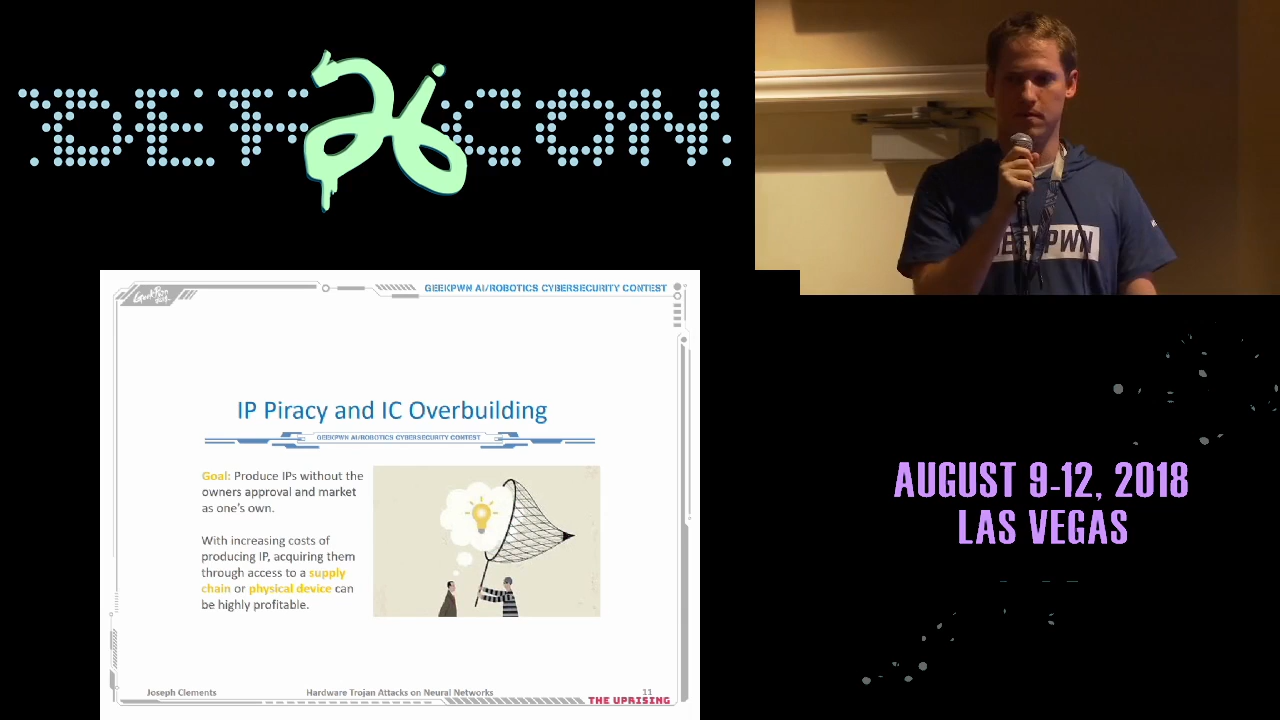 DEF CON
26
GEEKPWN
GeekPwn
GEEKPWN AI/ROBOTICS CYBERSECURITY CONTEST
IP Piracy and IC Overbuilding
GEEKPWN AI/ROBOTICS CYBERSECURITY CONTEST
Goal: Produce IPs without the
owners approval and market
as one's own.
With increasing costs of
producing IP, acquiring them
through access to a supply
chain or physical device can
be highly profitable.
Joseph Clements
Hardware Trojan Attacks on Neural Networks
11
THE UPRISING
AUGUST 9-12, 2018
LAS VEGAS